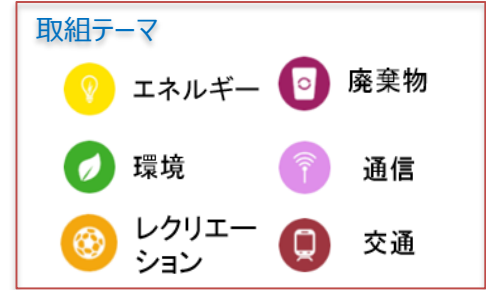 取組テーマ
エネルギー
廃棄物
環境
通信
レクリエー
ション
交通